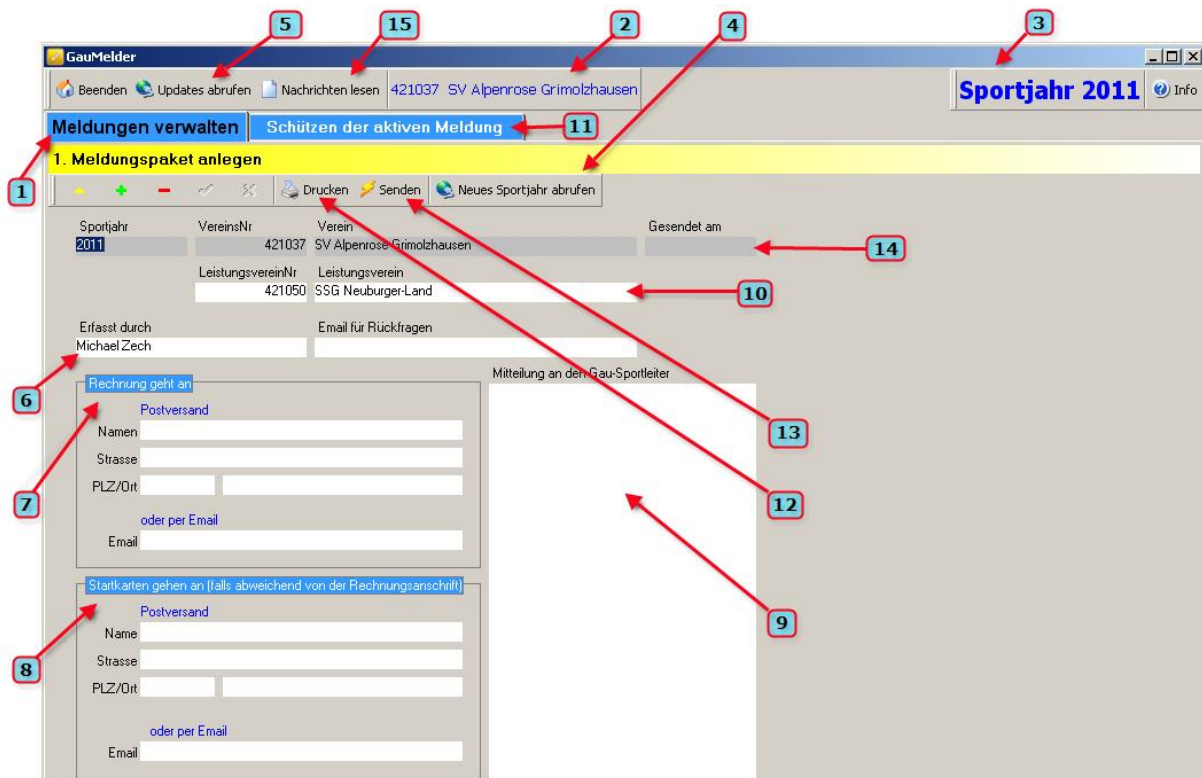 5 15 2 4 3
GauMelder
Beenden Updates abrufen Nachrichten lesen 421037 SV Alpenrose Grimolzhausen Sportjahr 2011 Info
Meldungen verwalten Schützen der aktiven Meldung 11
1. Meldungspaket anlegen
1 Drucken Senden Neues Sportjahr abrufen
Sportjahr VereinsNr Verein Gesendet am
2011 421037 SV Alpenrose Grimolzhausen 14
LeistungsvereinNr Leistungsverein
421050 SSG Neuburger-Land 10
Erfasst durch Email für Rückfragen
Michael Zech
6 Mitteilung an den Gau-Sportleiter
Rechnung geht an
Postversand
Namen 13
Strasse
PLZ/Ort
7 12
oder per Email
Email
Startkarten gehen an (falls abweichend von der Rechnungsanschrift)
Postversand
Name 9
Strasse
8
PLZ/Ort
oder per Email
Email